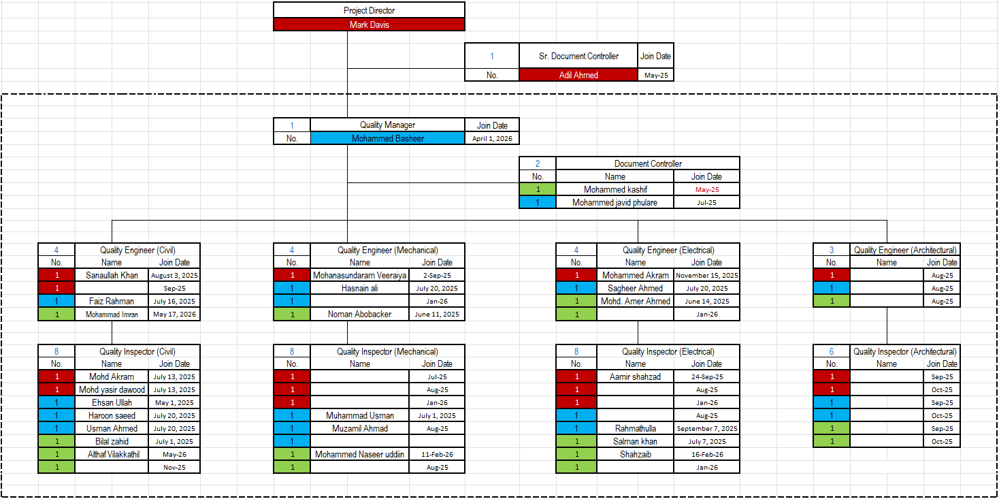 Project Director
Mark Davis
1 Sr. Document Controller Join Date
No. Adil Ahmed May-25
1 Quality Manager Join Date
No. Mohammed Basheer April 1, 2026
2 Document Controller
No. Name Join Date
1 Mohammed kashif May-25
1 Mohammed javid phulare Jul-25
4 Quality Engineer (Civil)
No. Name Join Date
1 Sanaullah Khan August 3, 2025
1 Sep-25
1 Faiz Rahman July 16, 2025
1 Mohammad Imran May 17, 2026
4 Quality Engineer (Mechanical)
No. Name Join Date
1 Mohanasundaram Veeraiya 2-Sep-25
1 Hasnain ali July 20, 2025
1 Jan-26
1 Noman Abobacker June 11, 2025
4 Quality Engineer (Electrical)
No. Name Join Date
1 Mohammed Akram November 15, 2025
1 Sagheer Ahmed July 20, 2025
1 Mohd. Amer Ahmed June 14, 2025
1 Jan-26
3 Quality Engineer (Architectural)
No. Name Join Date
1 Aug-25
1 Aug-25
1 Aug-25
8 Quality Inspector (Civil)
No. Name Join Date
1 Mohd Akram July 13, 2025
1 Mohd yasir dawood July 13, 2025
1 Ehsan Ullah May 1, 2025
1 Haroon saeed July 20, 2025
1 Usman Ahmed July 20, 2025
1 Bilal zahid July 1, 2025
1 Althaf Vilakkathil May-26
1 Nov-25
8 Quality Inspector (Mechanical)
No. Name Join Date
1 Jul-25
1 Aug-25
1 Jan-26
1 Muhammad Usman July 1, 2025
1 Muzamil Ahmad Aug-25
1
1 Mohammed Naseer uddiin 11-Feb-26
1 Aug-25
8 Quality Inspector (Electrical)
No. Name Join Date
1 Aamir shahzad 24-Sep-25
1 Aug-25
1 Jan-26
1 Aug-25
1 Rahmathulla September 7, 2025
1 Salman khan July 7, 2025
1 Shahzaib 16-Feb-26
1 Jan-26
6 Quality Inspector (Architectural)
No. Name Join Date
1 Sep-25
1 Oct-25
1 Sep-25
1 Oct-25
1 Sep-25
1 Oct-25